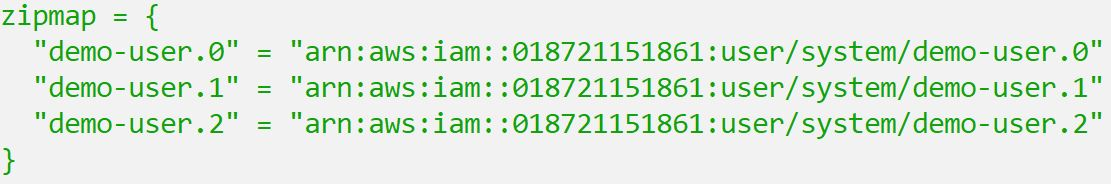 zipmap = {
  "demo-user.0" = "arn:aws:iam::018721151861:user/system/demo-user.0"
  "demo-user.1" = "arn:aws:iam::018721151861:user/system/demo-user.1"
  "demo-user.2" = "arn:aws:iam::018721151861:user/system/demo-user.2"
}